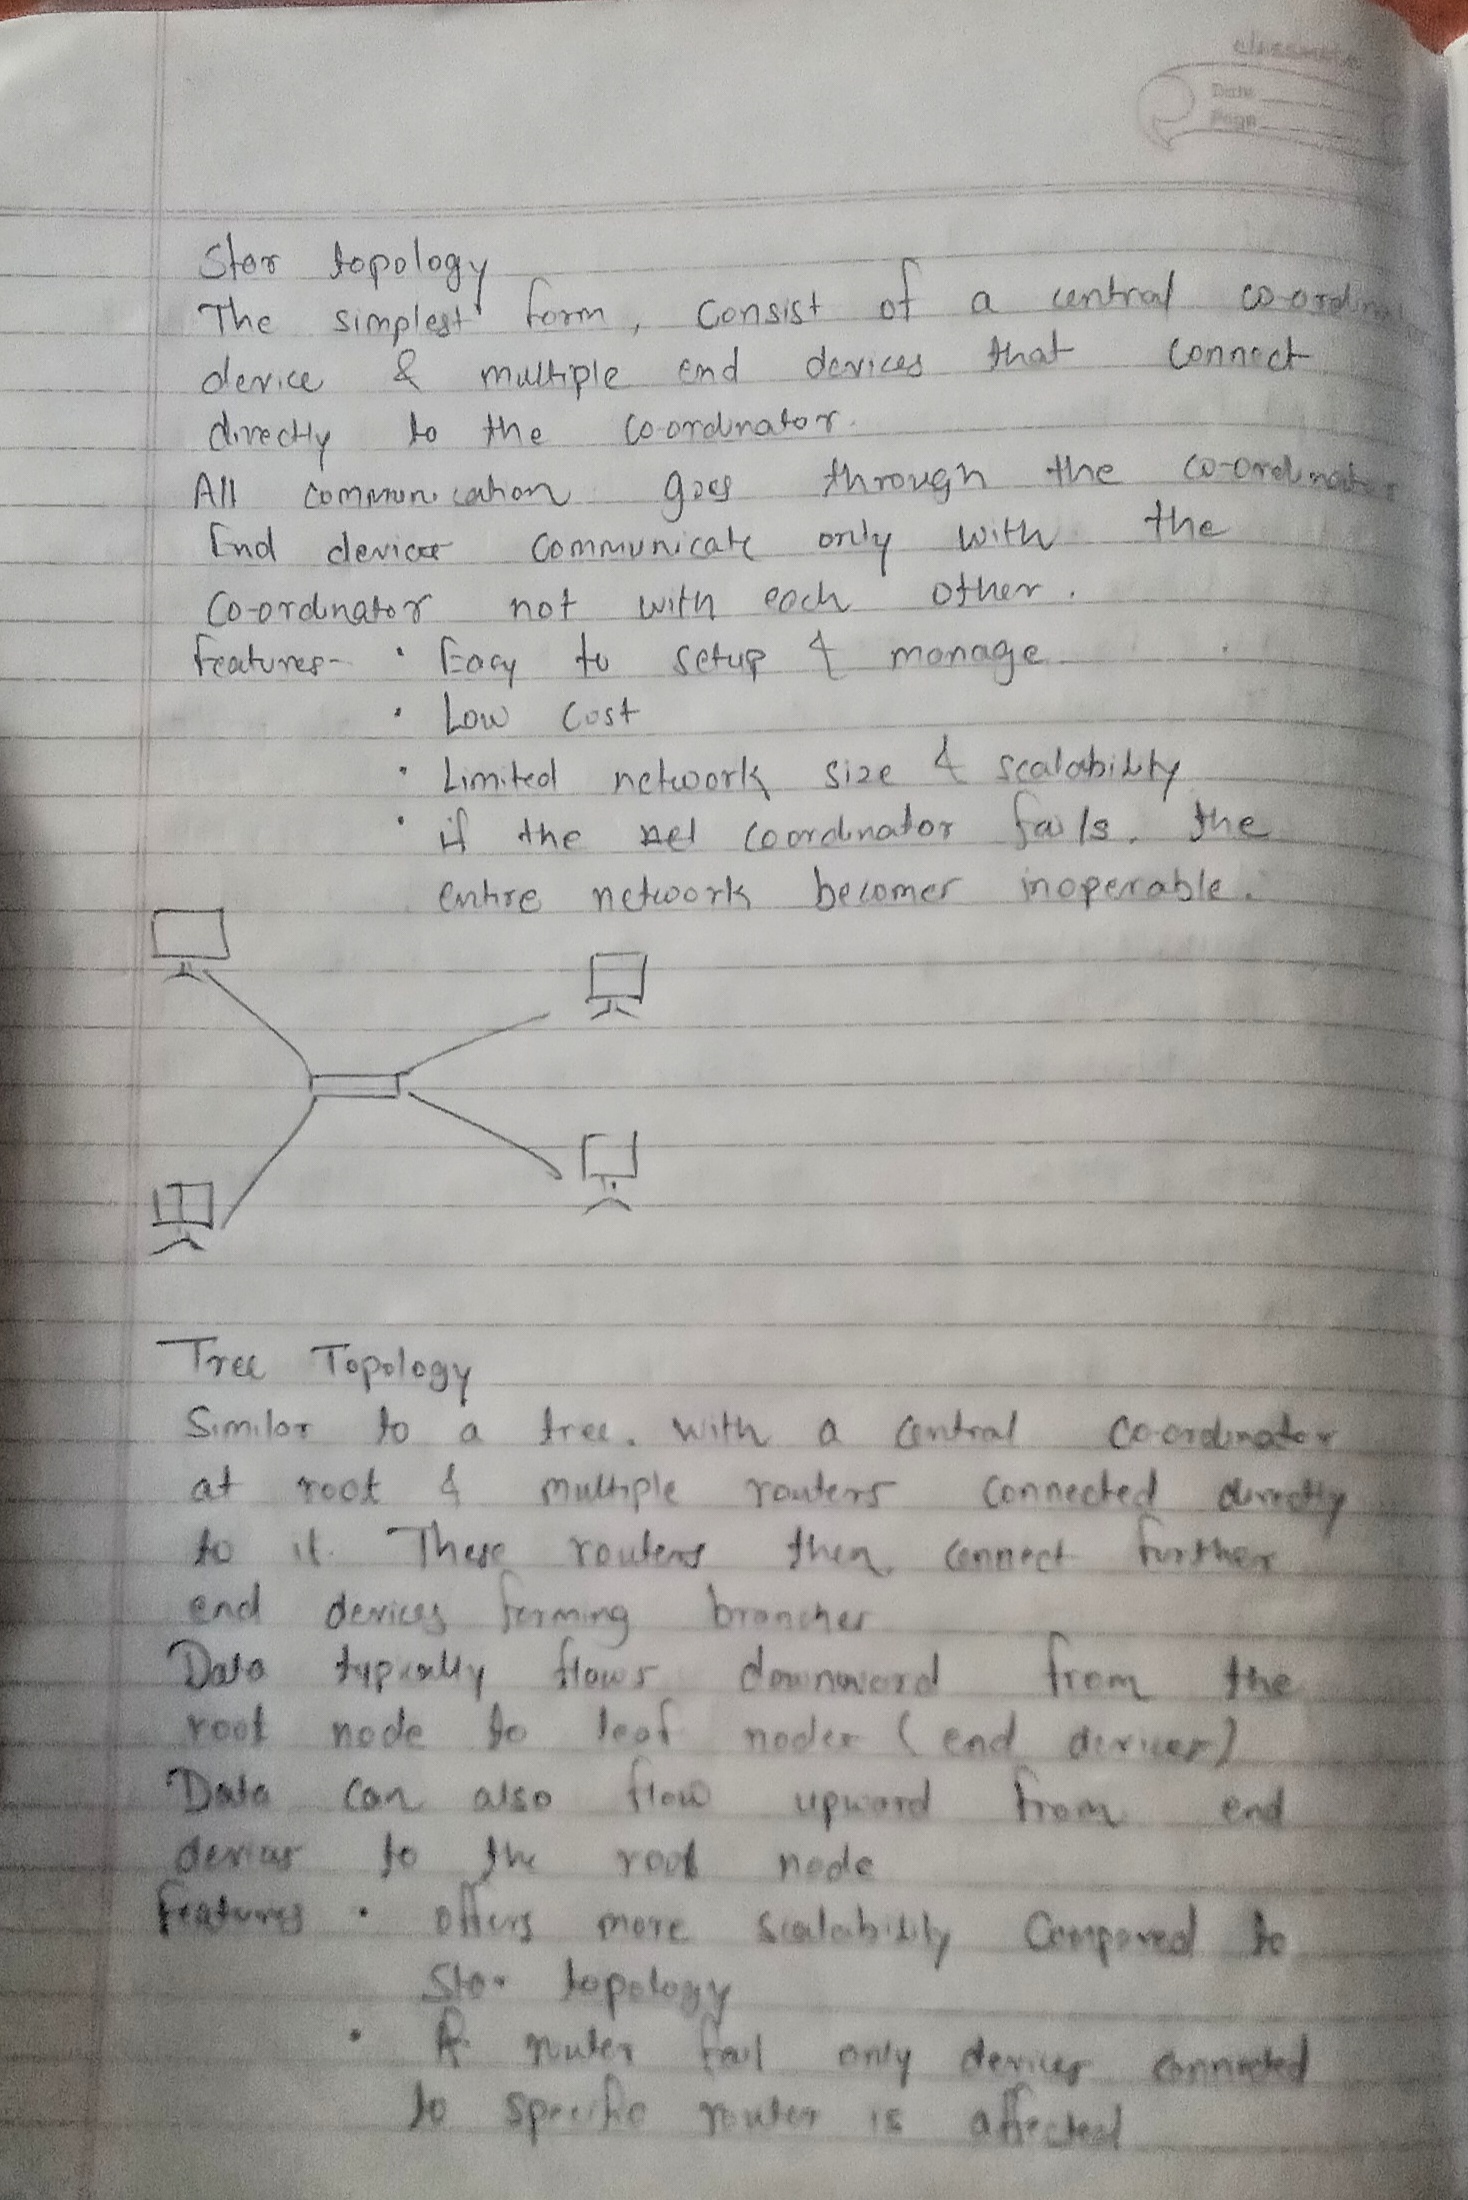 classmate
Date
Page
Star topology
The simplest form, consist of a central co-ordin
device & multiple end devices that connect
directly to the co-ordinator.
All communication goes through the co-ordinator
End devices communicate only with the
co-ordinator not with each other.
features- • Easy to setup & manage
• Low cost
• Limited network size & scalability
• if the coordinator fails, the
entire network becomes inoperable.
Tree Topology
Similar to a tree. with a central co-ordinator
at root & multiple routers connected directly
to it. These routers then connect further
end devices forming branches
Data typically flows downward from the
root node to leaf nodes (end devices)
Data can also flow upward from end
devices to the root node
features • offers more scalability compared to
Star topology
• If router fail only devices connected
to specific router is affected